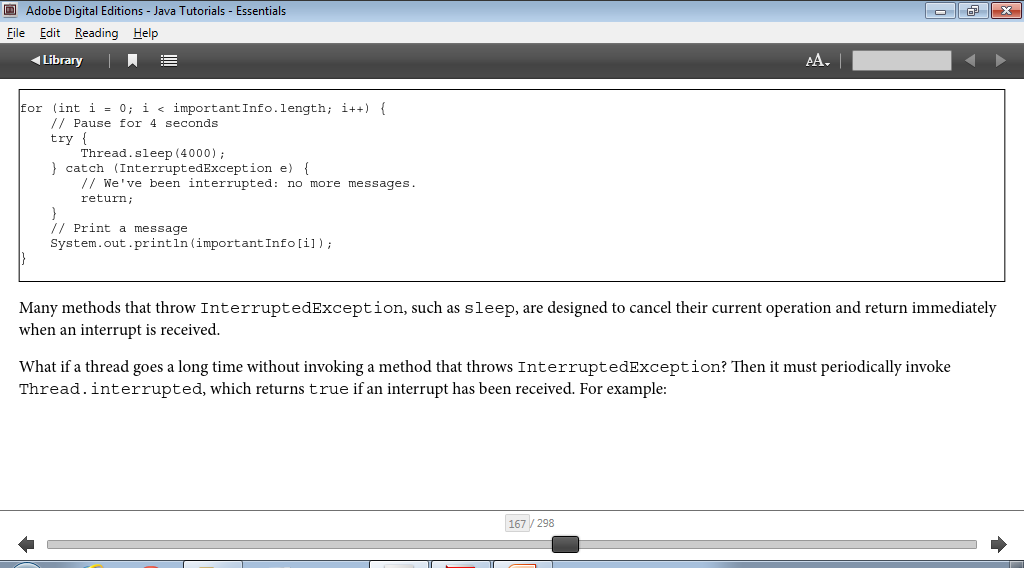 Adobe Digital Editions - Java Tutorials - Essentials
File Edit Reading Help
Library
AA
for (int i = 0; i < importantInfo.length; i++) {
    // Pause for 4 seconds
    try {
        Thread.sleep(4000);
    } catch (InterruptedException e) {
        // We've been interrupted: no more messages.
        return;
    }
    // Print a message
    System.out.println(importantInfo[i]);
}
Many methods that throw InterruptedException, such as sleep, are designed to cancel their current operation and return immediately
when an interrupt is received.
What if a thread goes a long time without invoking a method that throws InterruptedException? Then it must periodically invoke
Thread.interrupted, which returns true if an interrupt has been received. For example:
167 / 298